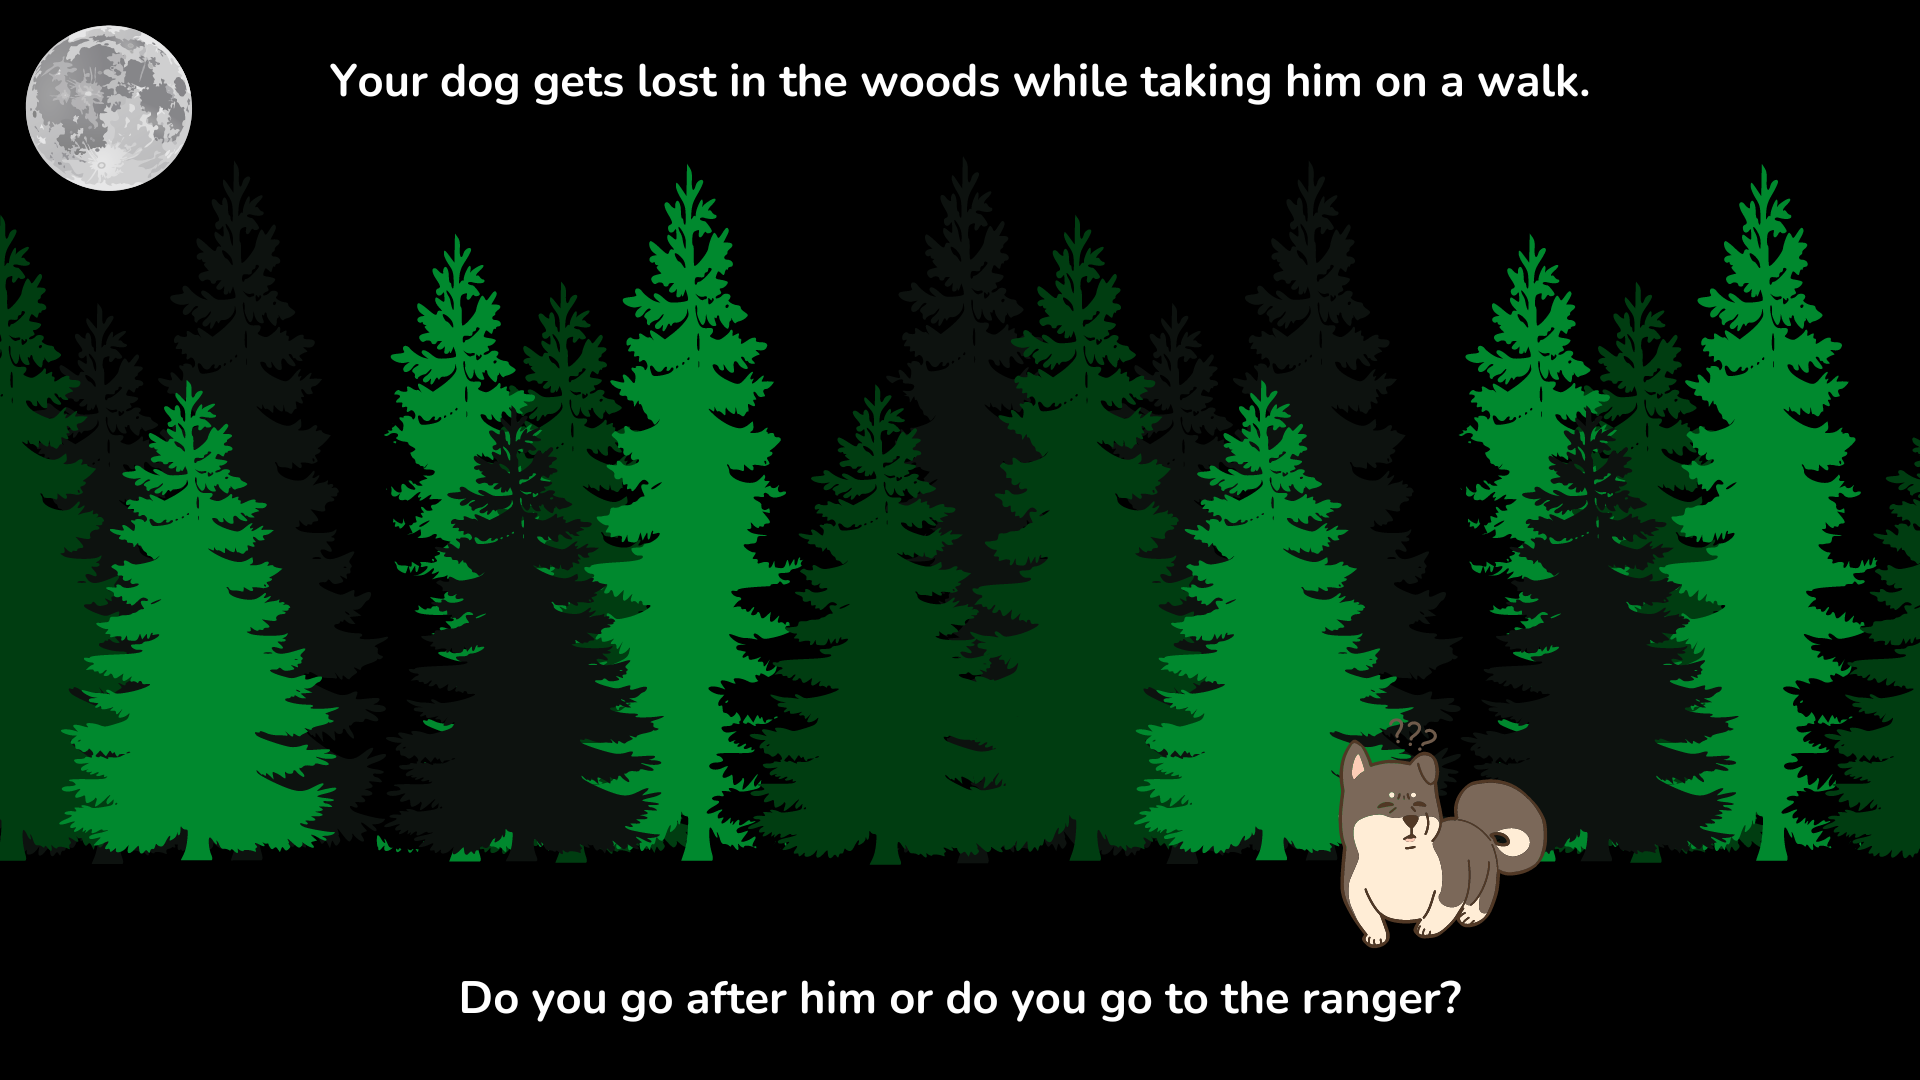 Your dog gets lost in the woods while taking him on a walk.
???
Do you go after him or do you go to the ranger?